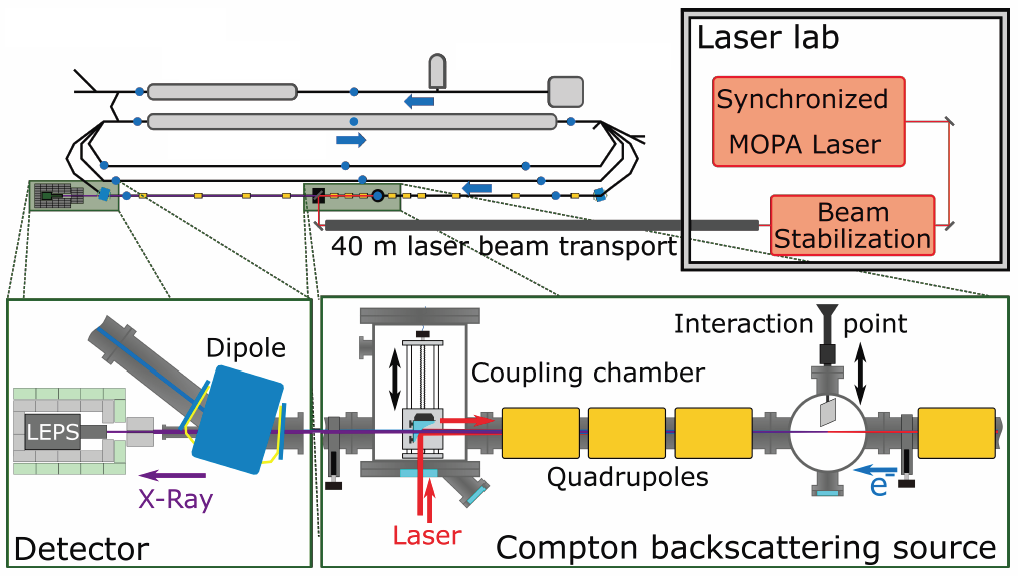 Laser lab
Synchronized
MOPA Laser
Beam
Stabilization
40 m laser beam transport
Dipole
LEPS
X-Ray
Detector
Interaction point
Coupling chamber
Quadrupoles
e-
Laser
Compton backscattering source